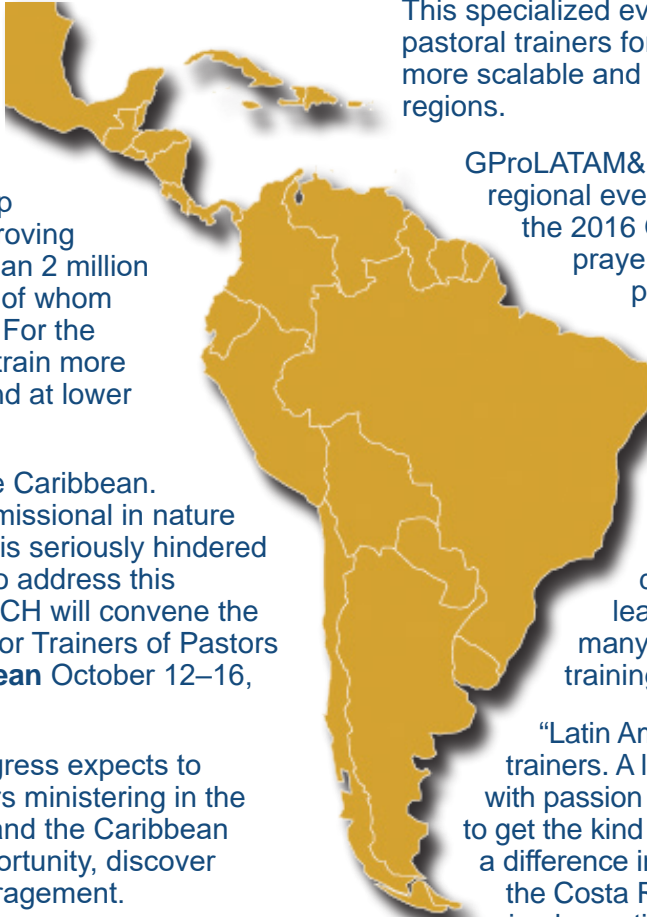 p
roving
an 2 million
of whom
For the
train more
nd at lower
e Caribbean.
missional in nature
is seriously hindered
o address this
CH will convene the
or Trainers of Pastors
ean October 12–16,
gress expects to
rs ministering in the
and the Caribbean
portunity, discover
ragement.
This specialized ev
pastoral trainers for
more scalable and
regions.
GProLATAM&
regional eve
the 2016 G
praye
p
c
lea
many
training
“Latin Am
trainers. A l
with passion
to get the kind
a difference in
the Costa R